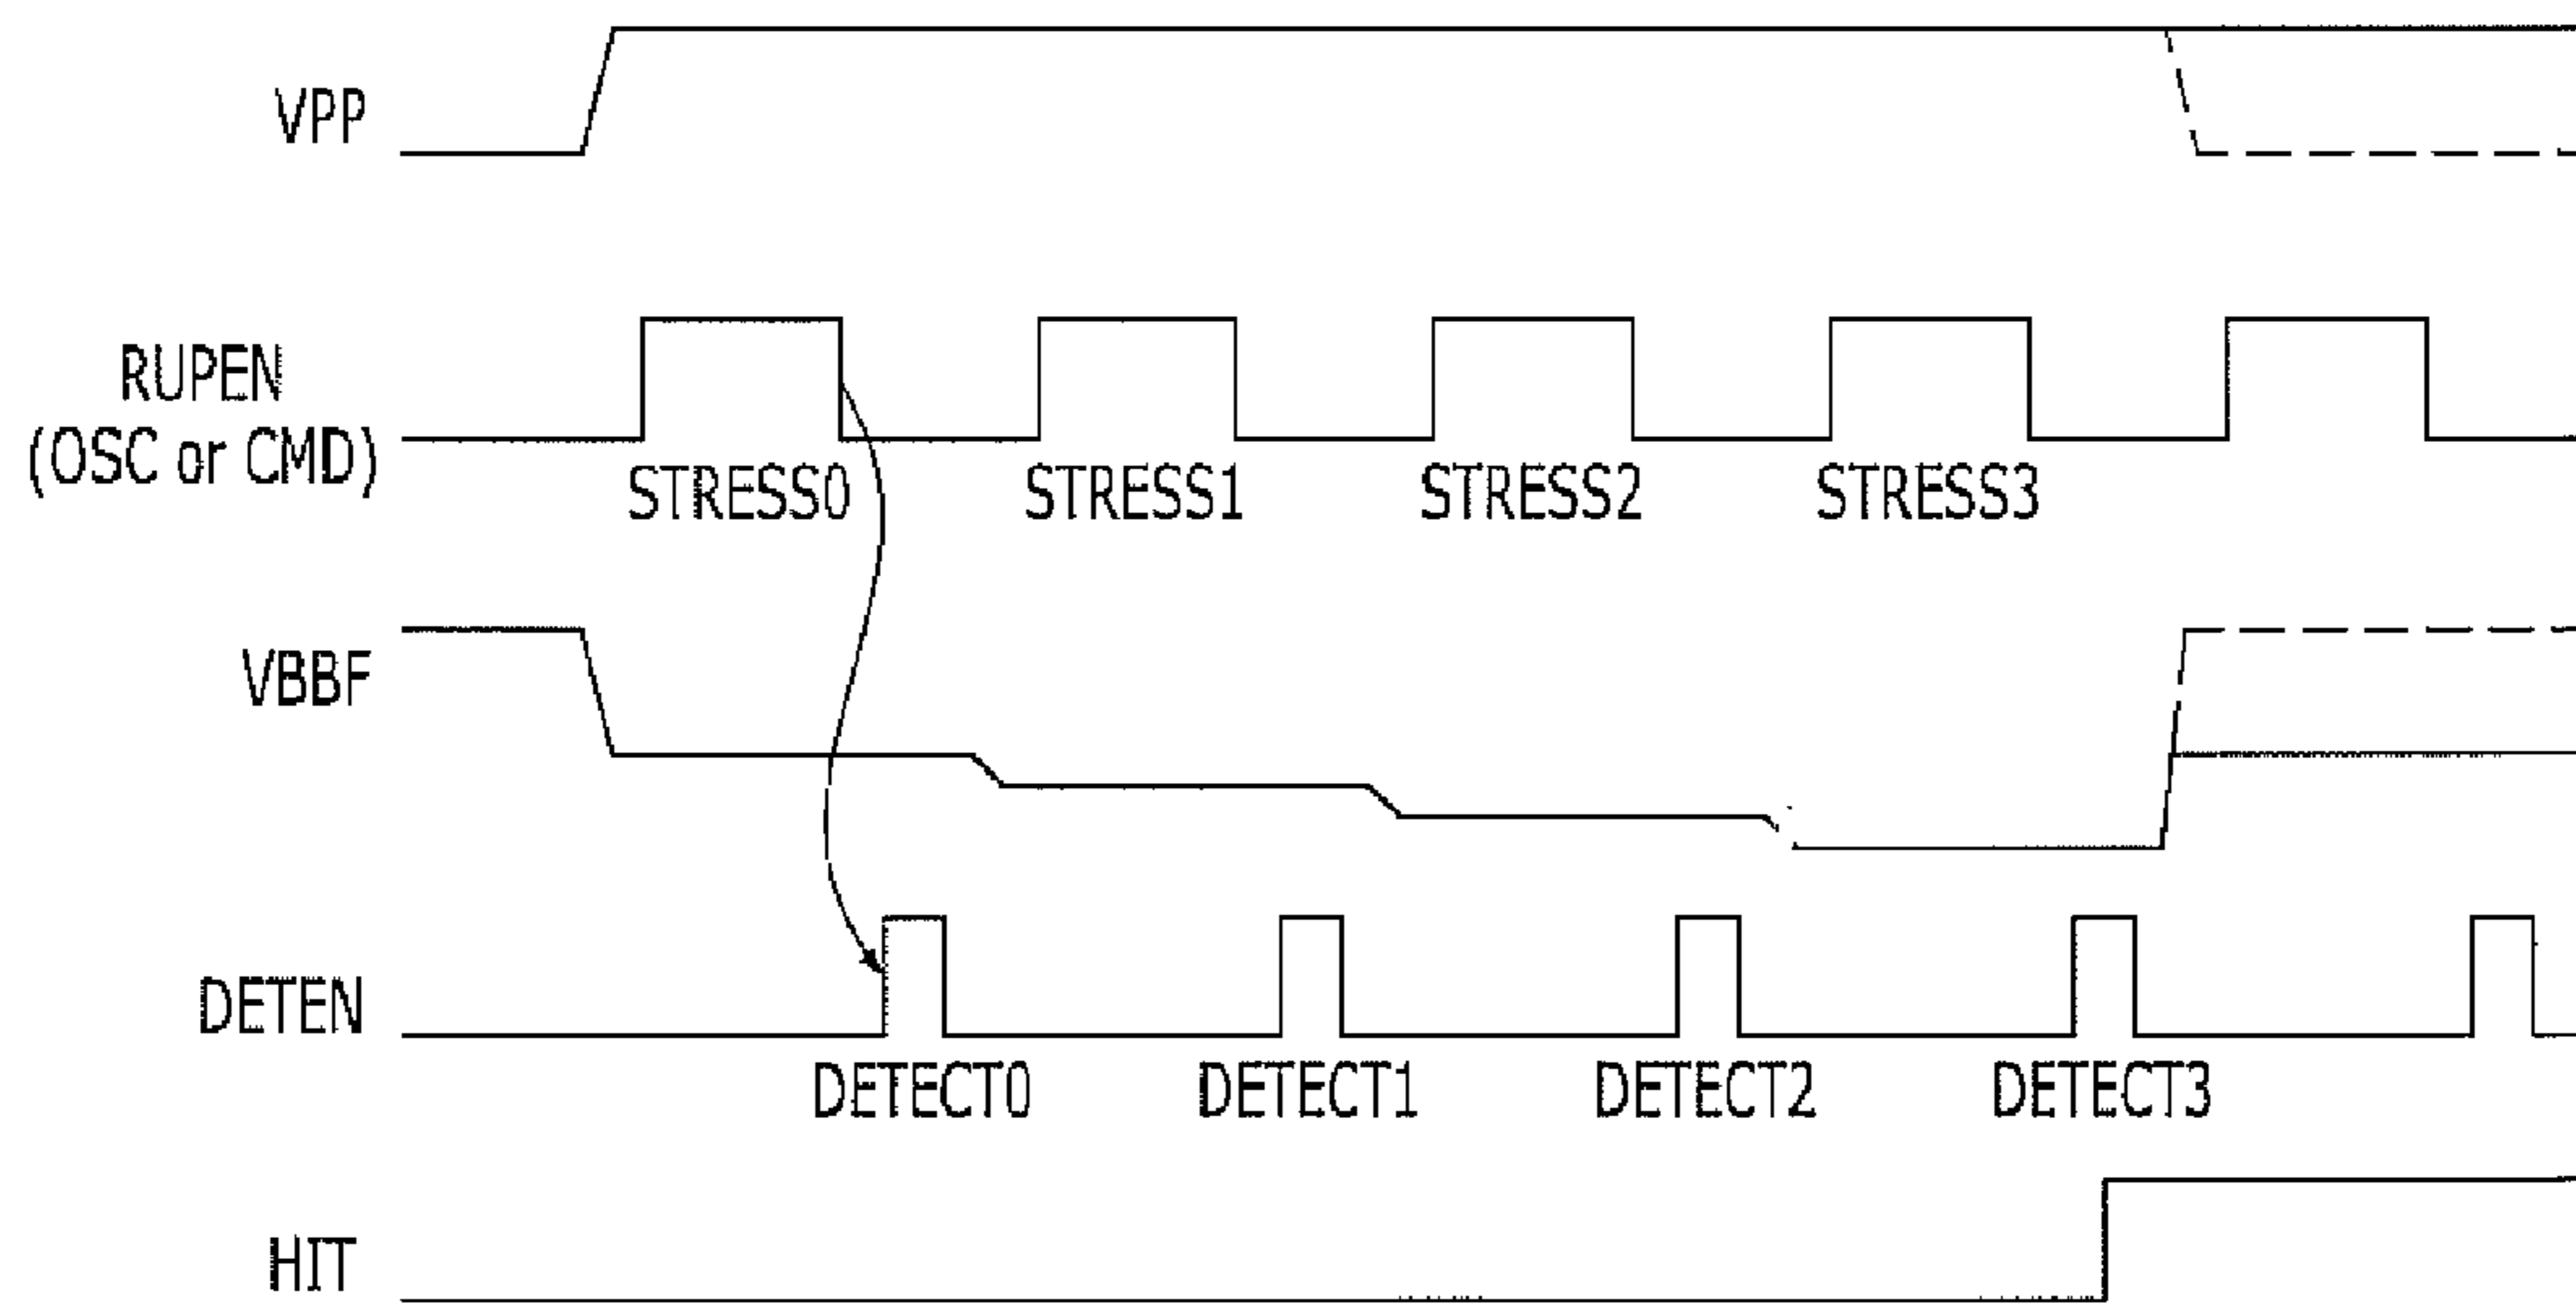 VPP
RUPEN
(OSC or CMD)
STRESS0 STRESS1 STRESS2 STRESS3
VBBF
DETEN
DETECT0 DETECT1 DETECT2 DETECT3
HIT